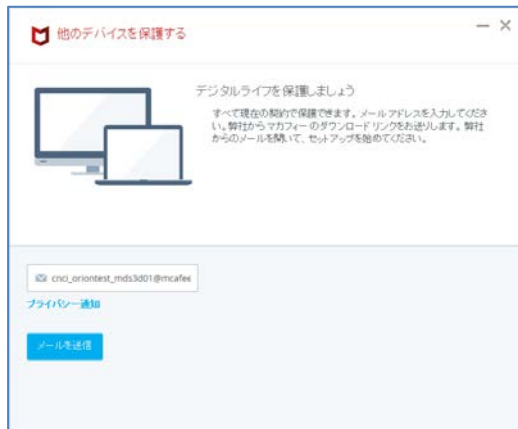 他のデバイスを保護する
デジタルライフを保護しましょう
すべて現在の契約で保護できます。メール アドレスを入力してくださ
い。弊社からマカフィーのダウンロード リンクをお送りします。弊社
からのメールを開いて、セットアップを始めてください。
cnci_oriontest_mds3d01@mcafee
プライバシー通知
メールを送信